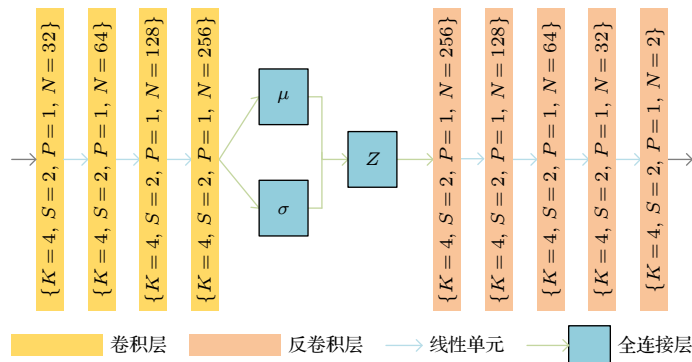 {K = 4, S = 2, P = 1, N = 32}
{K = 4, S = 2, P = 1, N = 64}
{K = 4, S = 2, P = 1, N = 128}
{K = 4, S = 2, P = 1, N = 256}
μ
σ
Z
{K = 4, S = 2, P = 1, N = 256}
{K = 4, S = 2, P = 1, N = 128}
{K = 4, S = 2, P = 1, N = 64}
{K = 4, S = 2, P = 1, N = 32}
{K = 4, S = 2, P = 1, N = 2}
卷积层
反卷积层
线性单元
全连接层